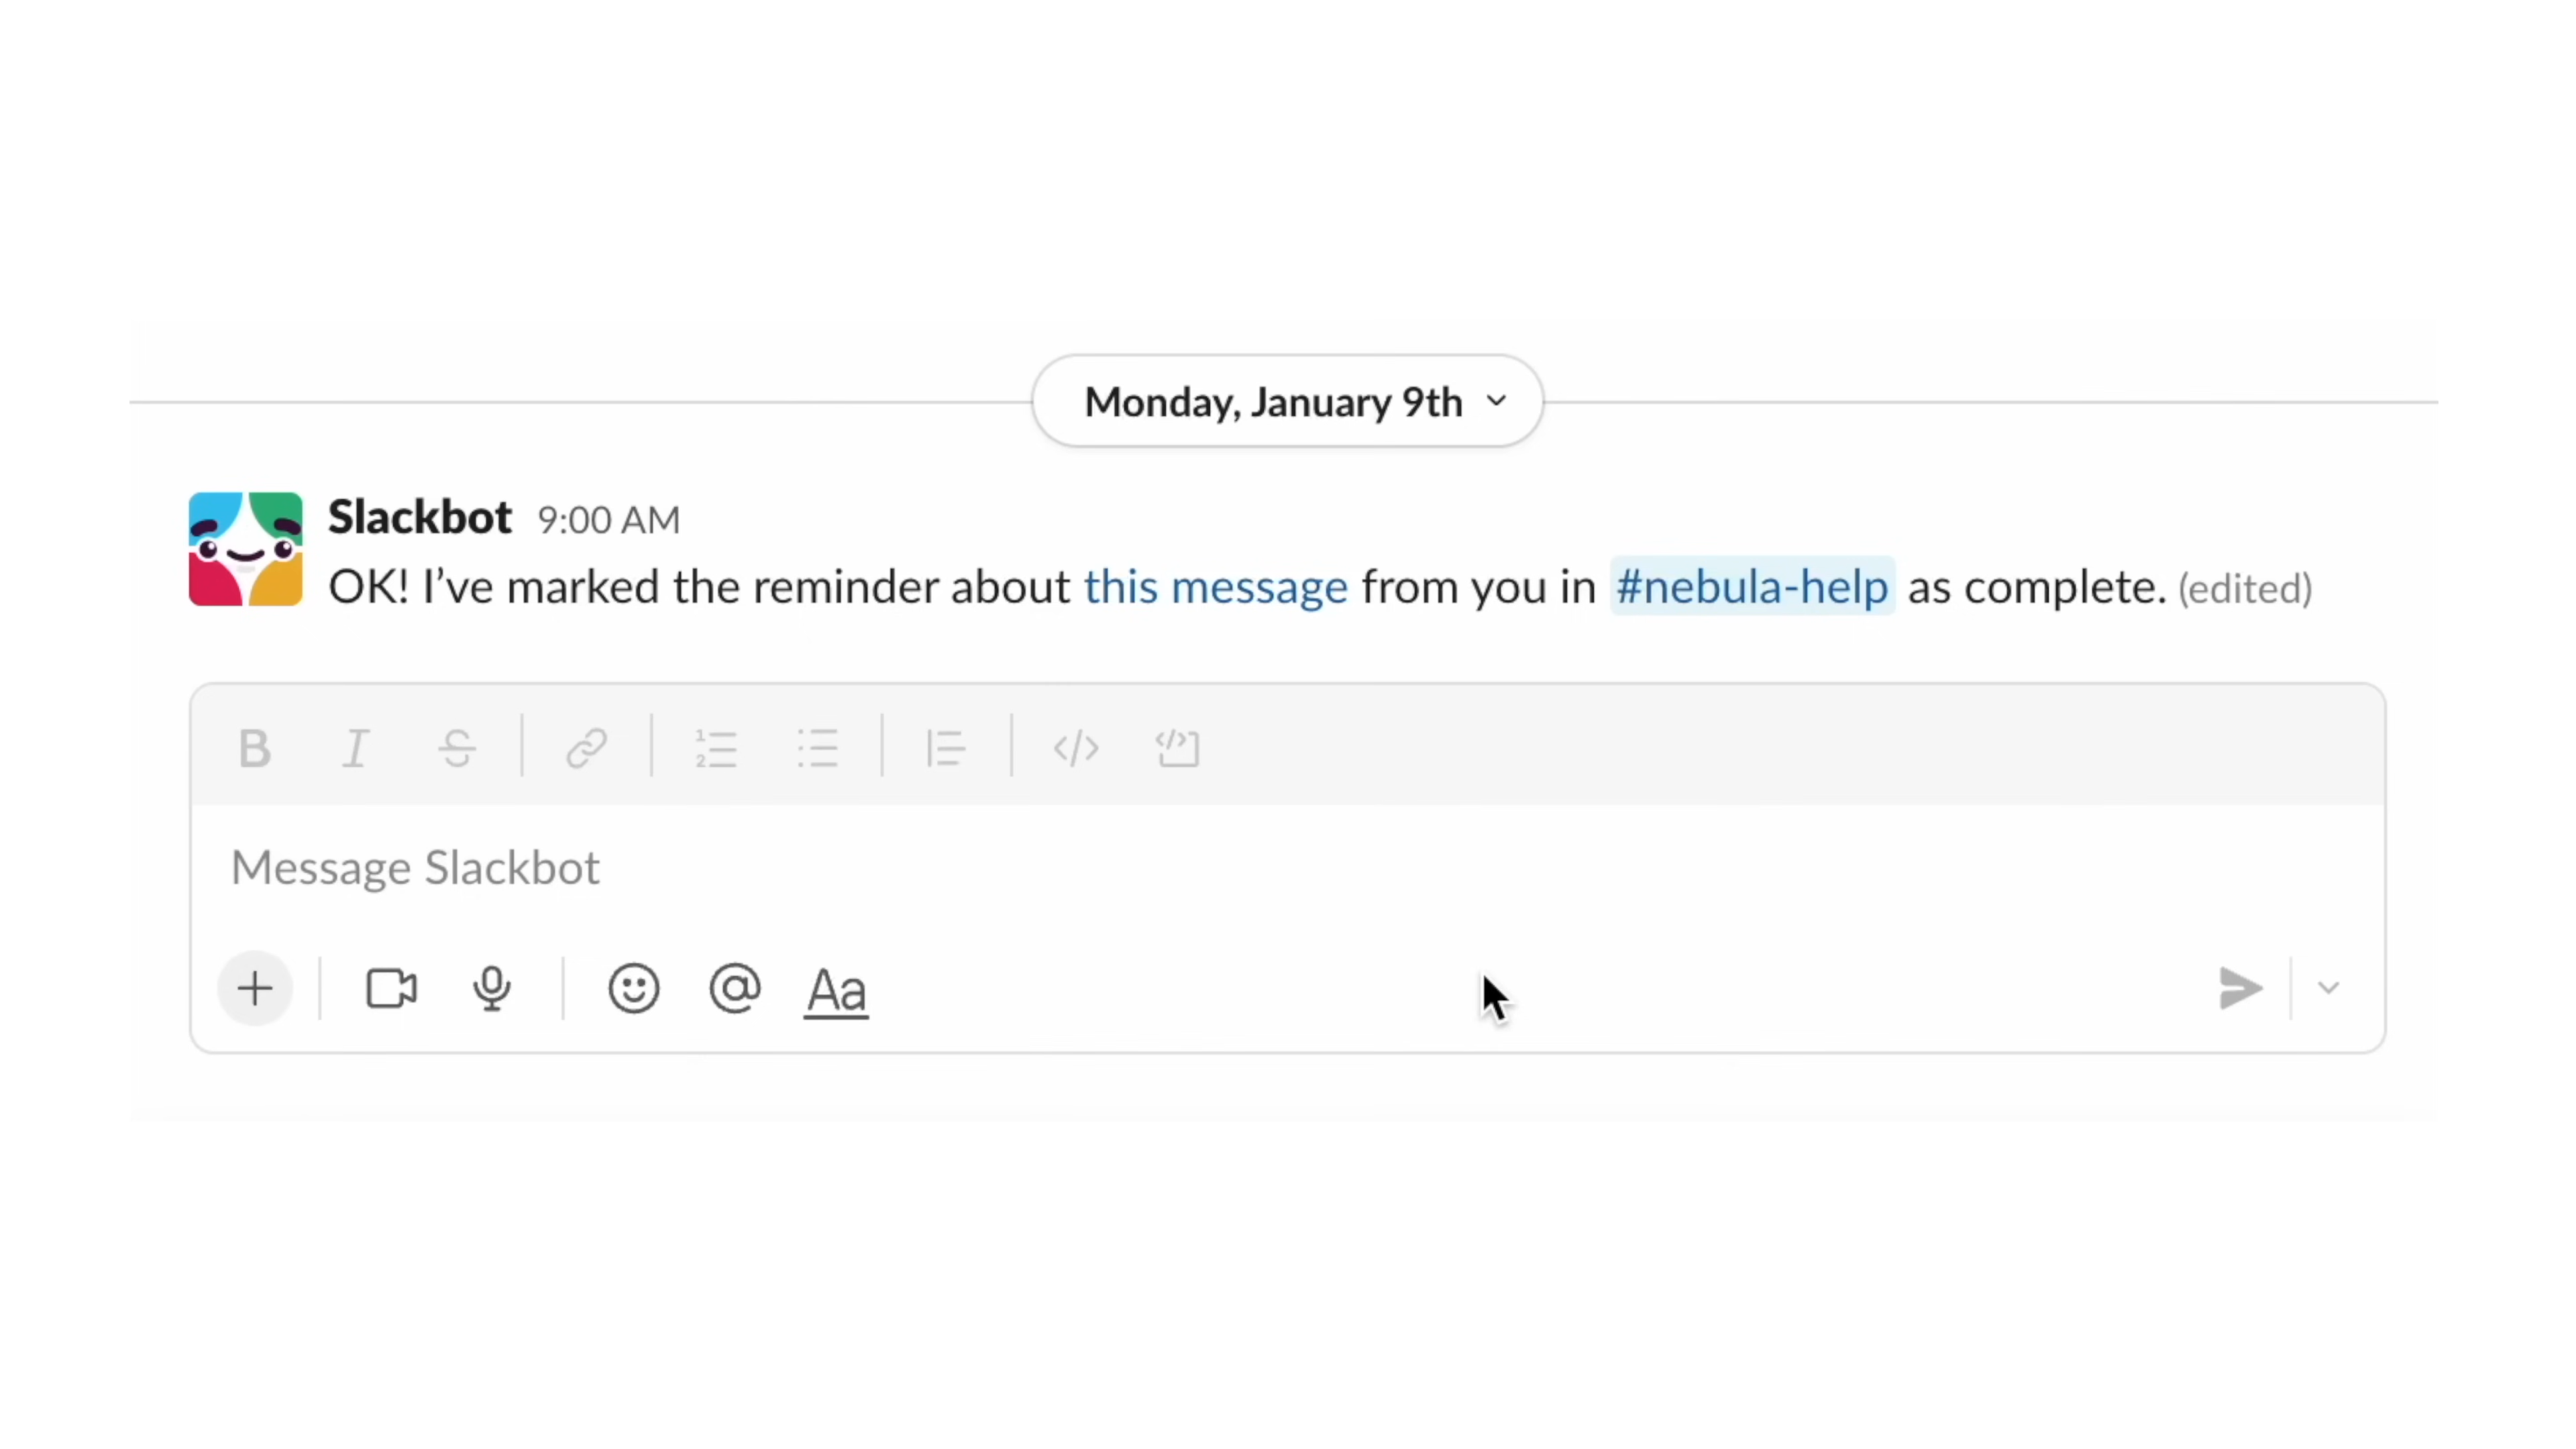 Monday, January 9th
Slackbot 9:00 AM
OK! I’ve marked the reminder about this message from you in #nebula-help as complete. (edited)
B I S
Message Slackbot
Aa